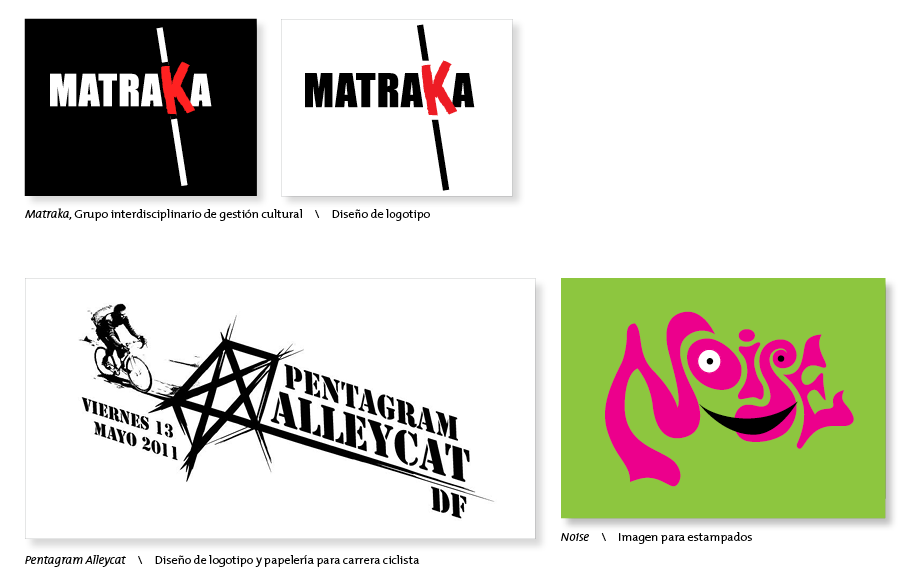 MATRAKA
MATRAKA
Matraka, Grupo interdisciplinario de gestión cultural \ Diseño de logotipo
PENTAGRAM
ALLEYCAT
DF
VIERNES 13
MAYO 2011
NOiSE
Pentagram Alleycat \ Diseño de logotipo y papelería para carrera ciclista
Noise \ Imagen para estampados